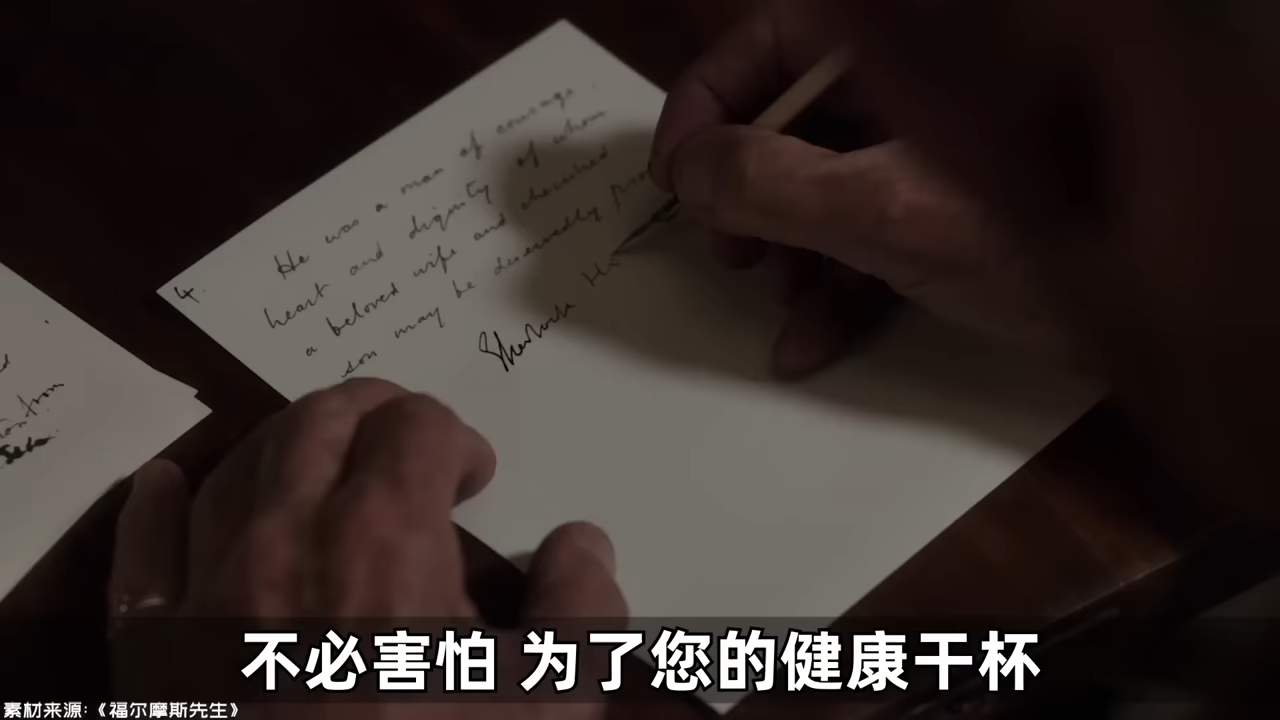 4.
He was a man of courage.
heart and dignity of whom
a beloved wife and cherished
son may be deservedly pro
Sherlock Ho
不必害怕 为了您的健康干杯
素材来源:《福尔摩斯先生》